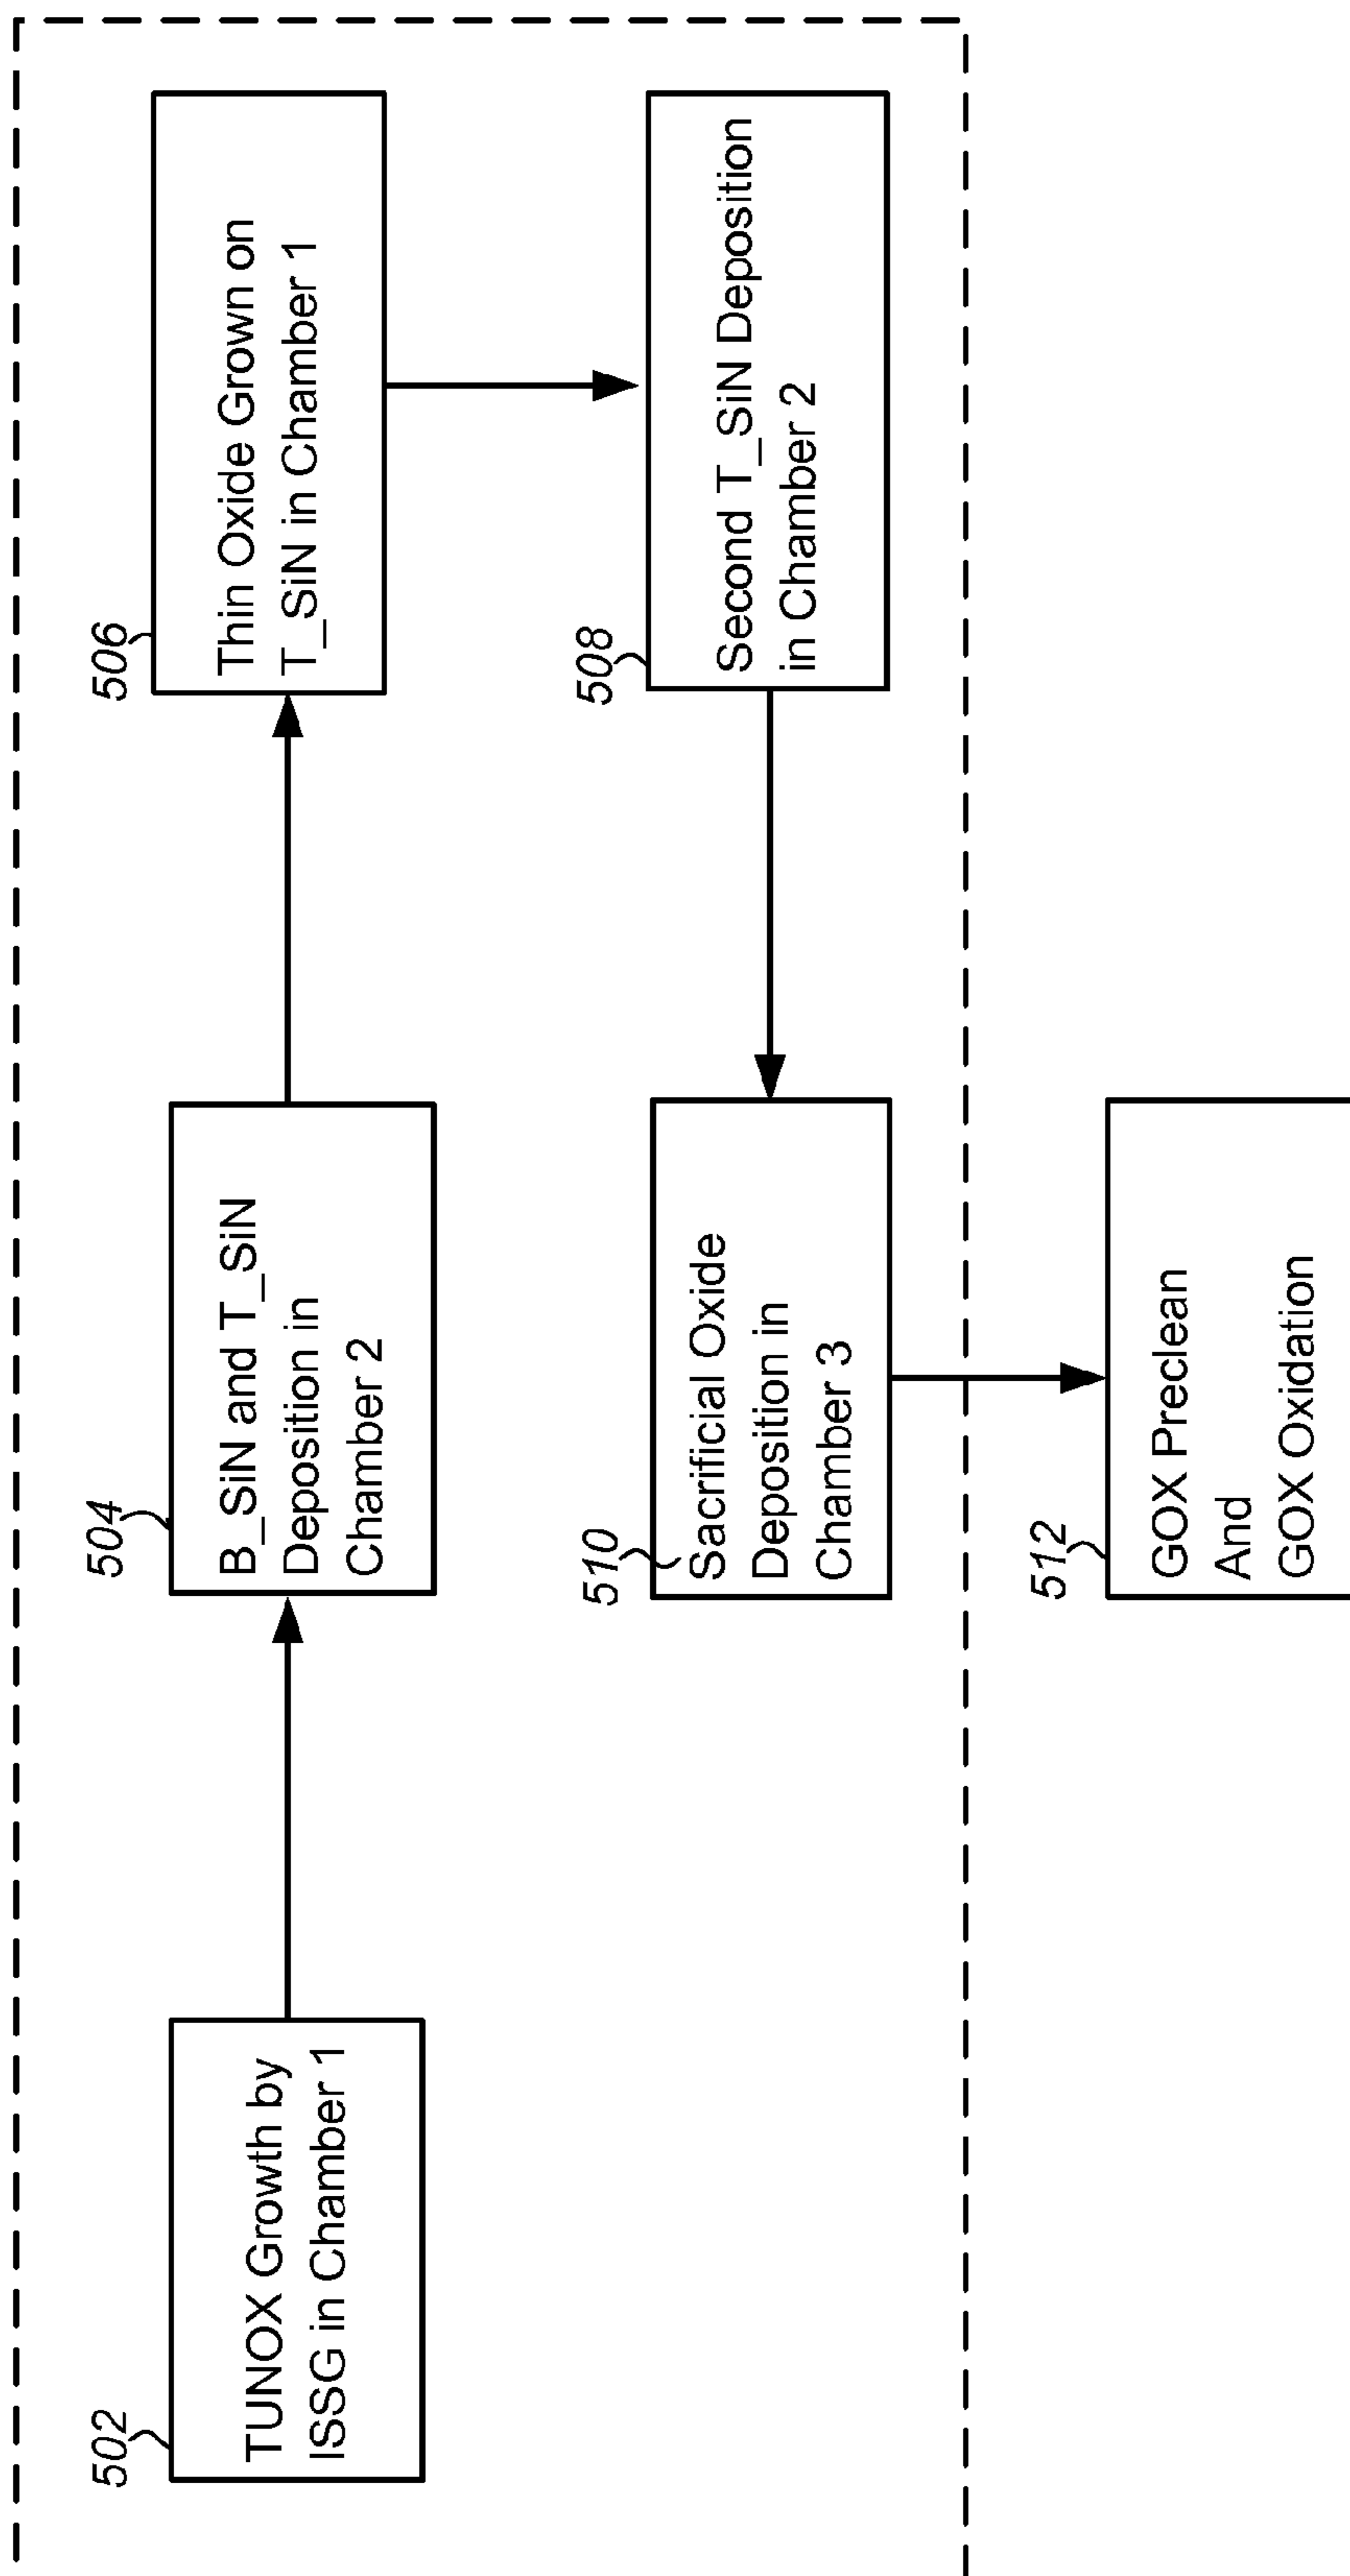 502
TUNOX Growth by
ISSG in Chamber 1
504
B_SiN and T_SiN
Deposition in
Chamber 2
506
Thin Oxide Grown on
T_SiN in Chamber 1
508
Second T_SiN Deposition
in Chamber 2
510
Sacrificial Oxide
Deposition in
Chamber 3
512
GOX Preclean
And
GOX Oxidation